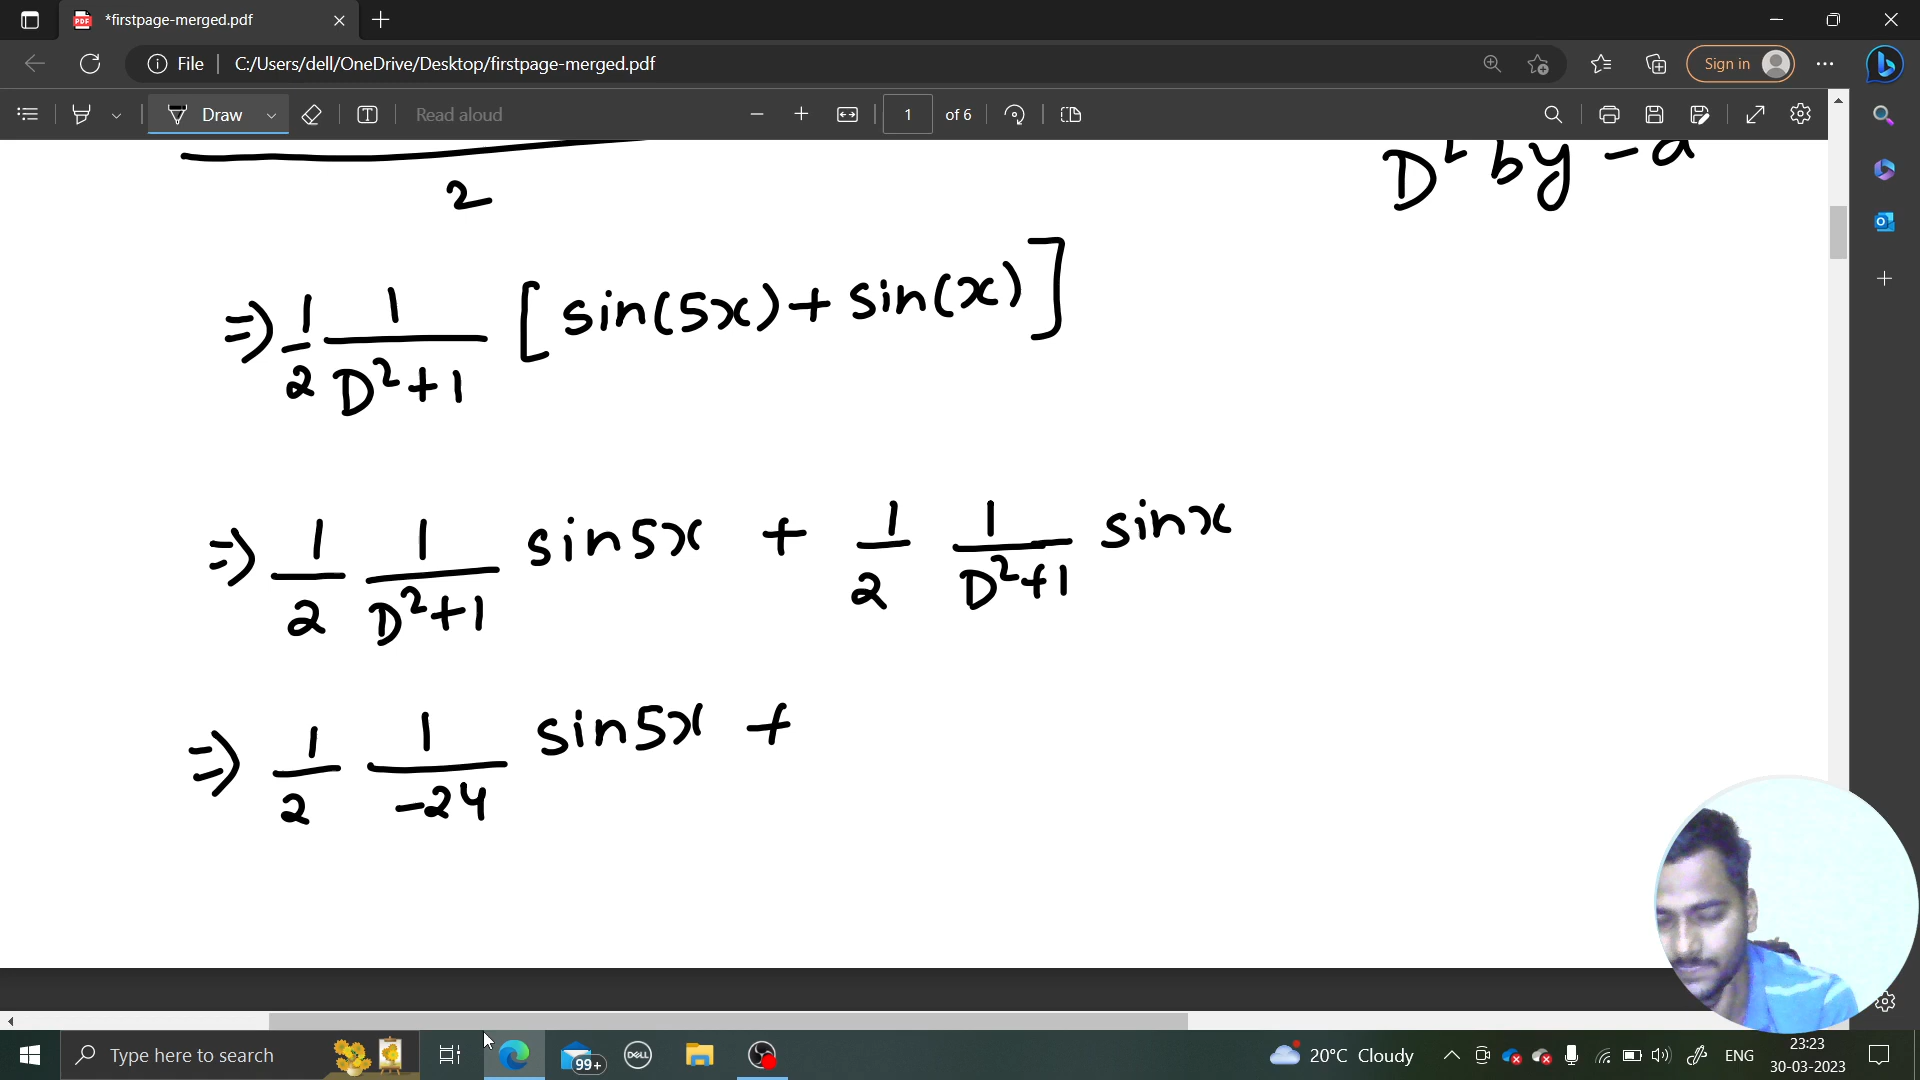 *firstpage-merged.pdf
File | C:/Users/dell/OneDrive/Desktop/firstpage-merged.pdf
Sign in
Draw
Read aloud
1 of 6
2
D² by -a
⇒ 1/2 1/(D²+1) [sin(5x) + sin(x)]
⇒ 1/2 1/(D²+1) sin5x + 1/2 1/(D²+1) sinx
⇒ 1/2 1/-24 sin5x +
Type here to search
99+
DELL
20°C Cloudy
ENG
23:23
30-03-2023